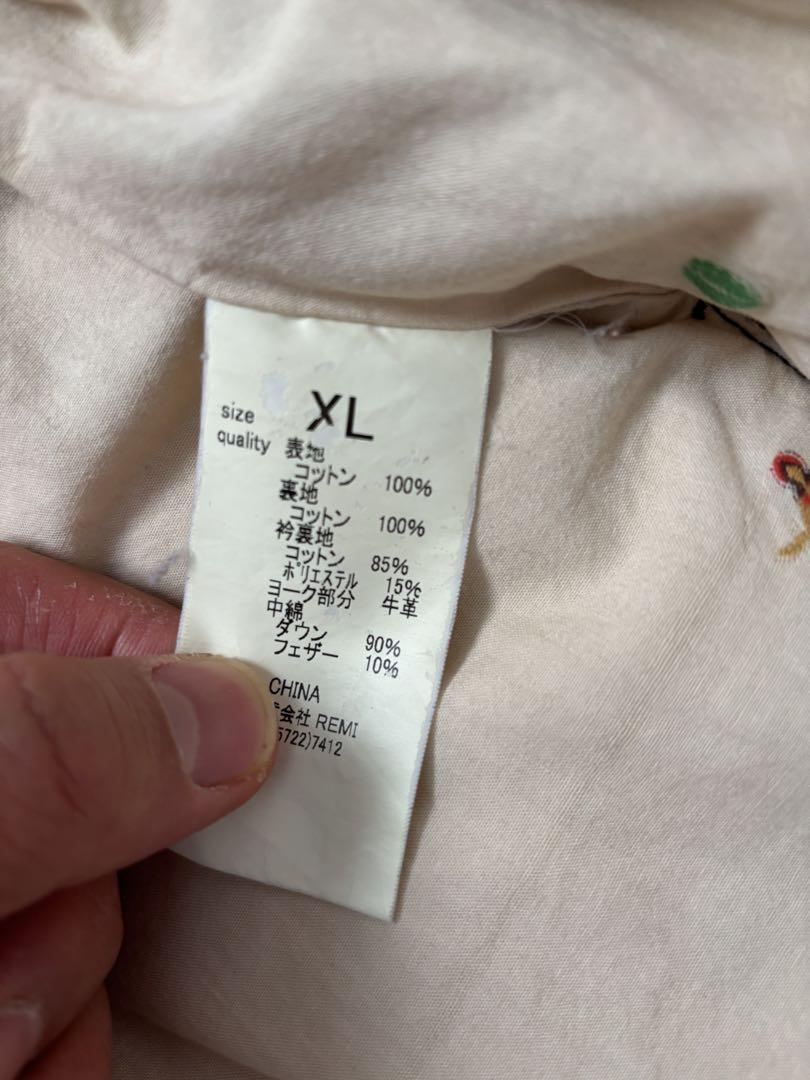 size XL
quality 表地
コットン 100%
裏地
コットン 100%
衿裏地
コットン 85%
ポリエステル 15%
ヨーク部分 牛革
中綿
ダウン 90%
フェザー 10%
CHINA
会社 REMI
5722)7412